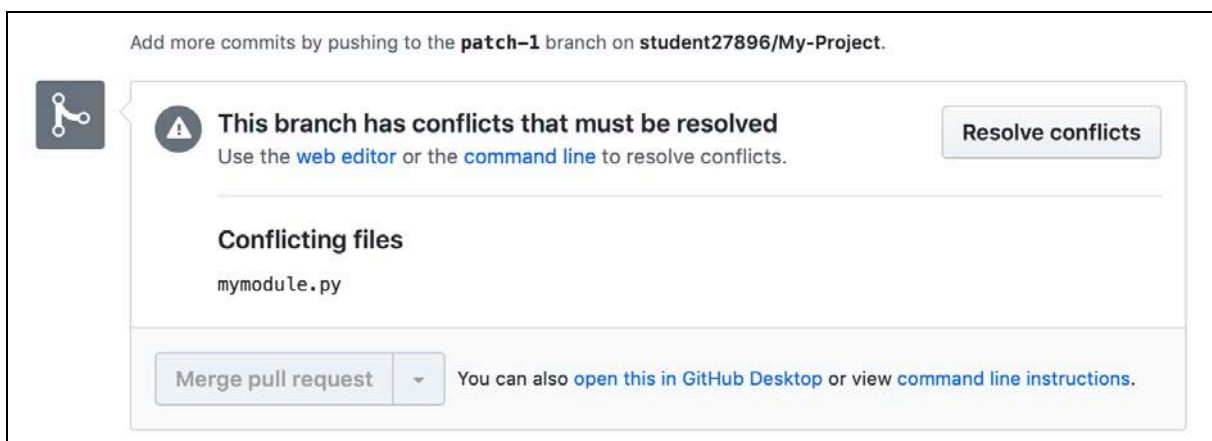 Add more commits by pushing to the patch-1 branch on student27896/My-Project.
This branch has conflicts that must be resolved
Resolve conflicts
Use the web editor or the command line to resolve conflicts.
Conflicting files
mymodule.py
Merge pull request
You can also open this in GitHub Desktop or view command line instructions.